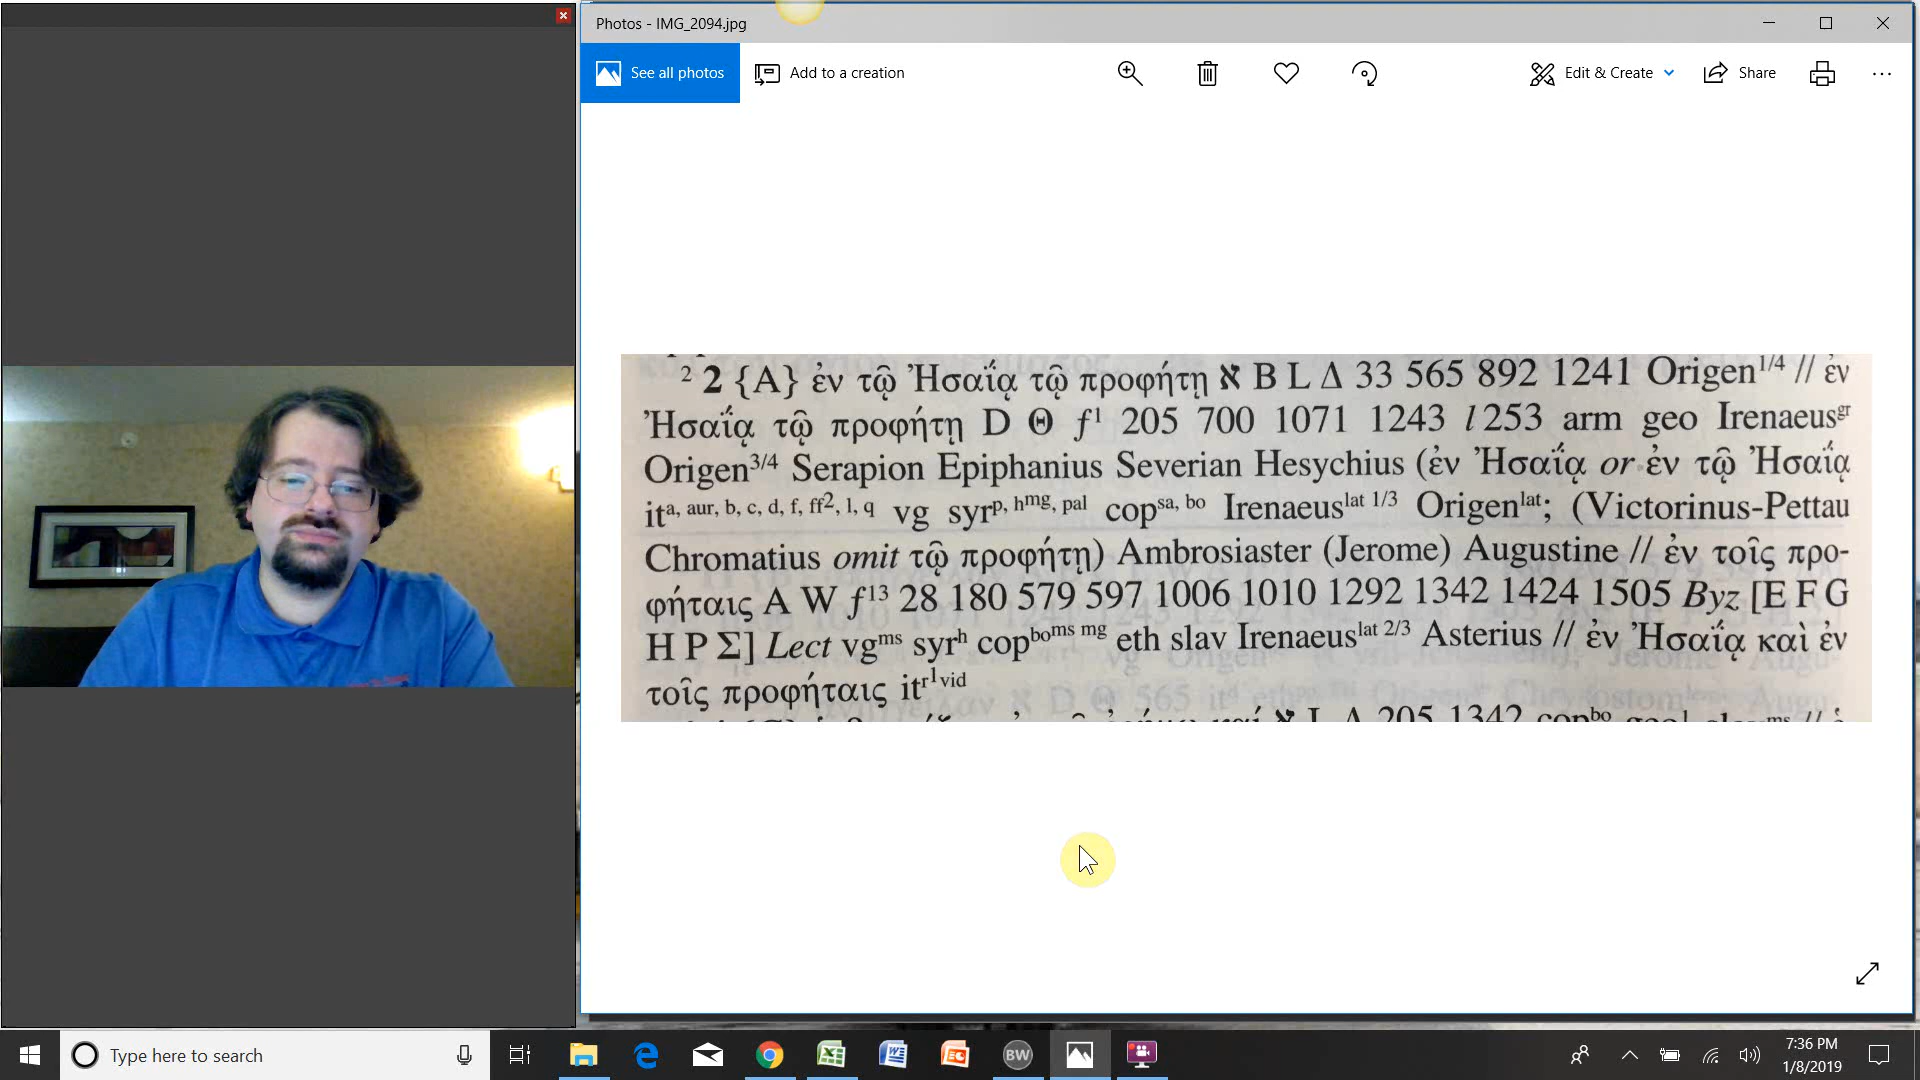 Photos - IMG_2094.jpg
See all photos
Add to a creation
Edit & Create
Share
² 2 {A} ἐν τῷ Ἠσαΐᾳ τῷ προφήτῃ א B L Δ 33 565 892 1241 Origen¹/⁴ // ἐν
Ἠσαΐᾳ τῷ προφήτῃ D Θ f¹ 205 700 1071 1243 l 253 arm geo Irenaeusᵍʳ
Origen³/⁴ Serapion Epiphanius Severian Hesychius (ἐν Ἠσαΐᾳ or ἐν τῷ Ἠσαΐᾳ
itᵃ, ᵃᵘʳ, ᵇ, ᶜ, ᵈ, ᶠ, ᶠᶠ², ˡ, q vg syrᵖ, ʰᵐᵍ, ᵖᵃˡ copˢᵃ, ᵇᵒ Irenaeusˡᵃᵗ ¹/³ Origenˡᵃᵗ; (Victorinus-Pettau
Chromatius omit τῷ προφήτῃ) Ambrosiaster (Jerome) Augustine // ἐν τοῖς προ-
φήταις A W f¹³ 28 180 579 597 1006 1010 1292 1342 1424 1505 Byz [E F G
H P Σ] Lect vgᵐˢ syrʰ copᵇᵒᵐˢ ᵐᵍ eth slav Irenaeusˡᵃᵗ ²/³ Asterius // ἐν Ἠσαΐᾳ καὶ ἐν
τοῖς προφήταις itʳ¹ᵛⁱᵈ
א L Δ 205 1342 copᵇᵒ
Type here to search
BW
7:36 PM
1/8/2019